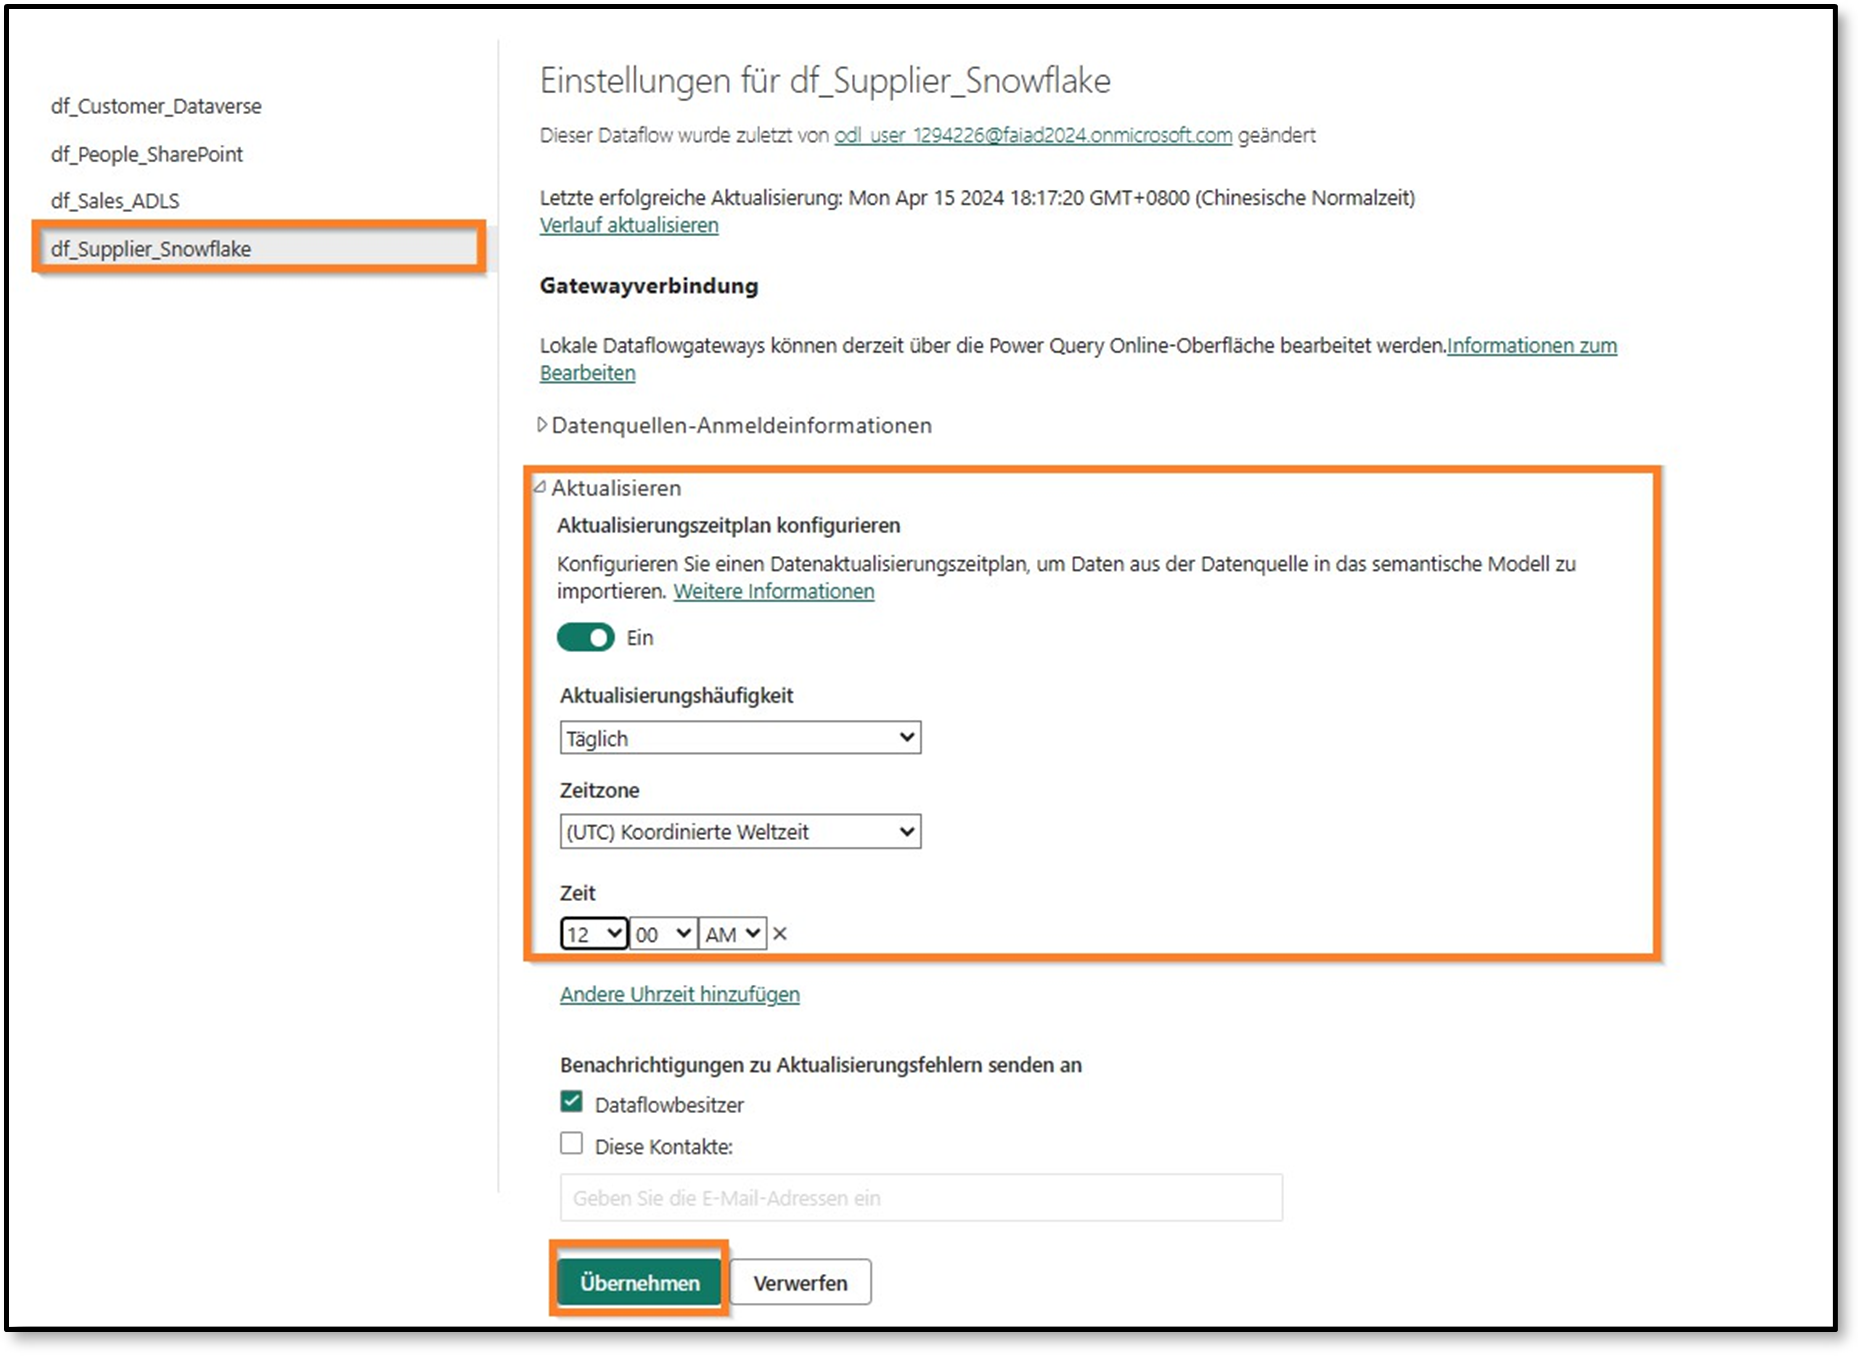 df_Customer_Dataverse
df_People_SharePoint
df_Sales_ADLS
df_Supplier_Snowflake
Einstellungen für df_Supplier_Snowflake
Dieser Dataflow wurde zuletzt von odl_user_1294226@faiad2024.onmicrosoft.com geändert
Letzte erfolgreiche Aktualisierung: Mon Apr 15 2024 18:17:20 GMT+0800 (Chinesische Normalzeit)
Verlauf aktualisieren
Gatewayverbindung
Lokale Dataflowgateways können derzeit über die Power Query Online-Oberfläche bearbeitet werden.Informationen zum
Bearbeiten
Datenquellen-Anmeldeinformationen
Aktualisieren
Aktualisierungszeitplan konfigurieren
Konfigurieren Sie einen Datenaktualisierungszeitplan, um Daten aus der Datenquelle in das semantische Modell zu
importieren. Weitere Informationen
Ein
Aktualisierungshäufigkeit
Täglich
Zeitzone
(UTC) Koordinierte Weltzeit
Zeit
12 00 AM
Andere Uhrzeit hinzufügen
Benachrichtigungen zu Aktualisierungsfehlern senden an
Dataflowbesitzer
Diese Kontakte:
Geben Sie die E-Mail-Adressen ein
Übernehmen Verwerfen